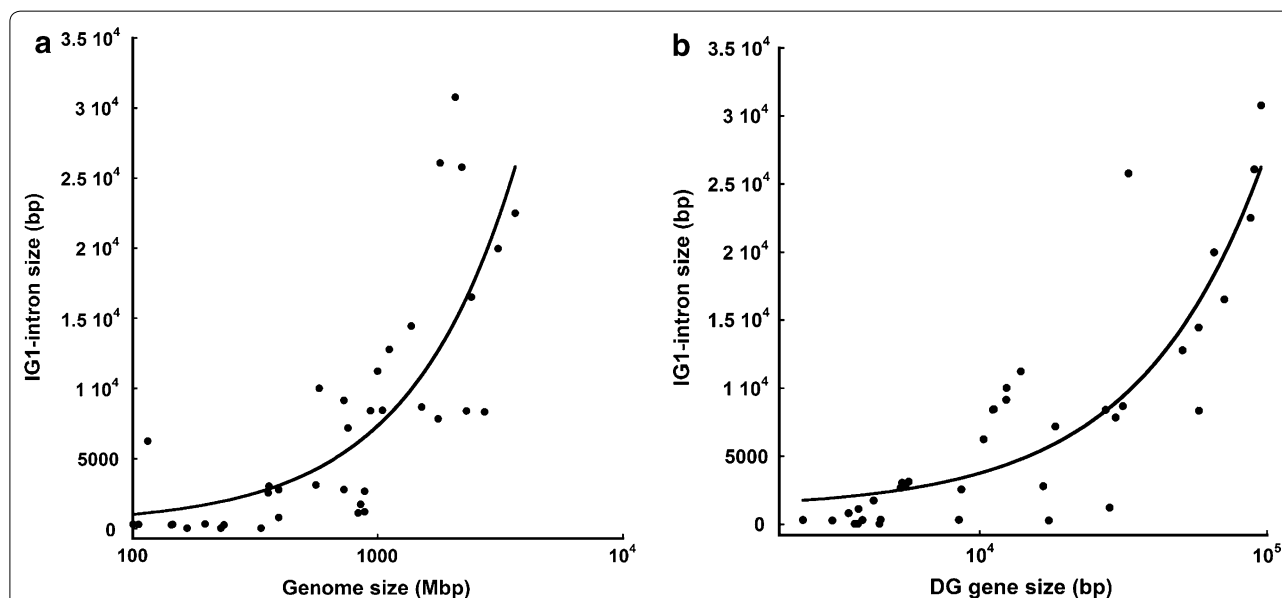 a
3.5 10⁴
3 10⁴
2.5 10⁴
2 10⁴
1.5 10⁴
1 10⁴
5000
0
IG1-intron size (bp)
100 1000 10⁴
Genome size (Mbp)
b
3.5 10⁴
3 10⁴
2.5 10⁴
2 10⁴
1.5 10⁴
1 10⁴
5000
0
IG1-intron size (bp)
10⁴ 10⁵
DG gene size (bp)